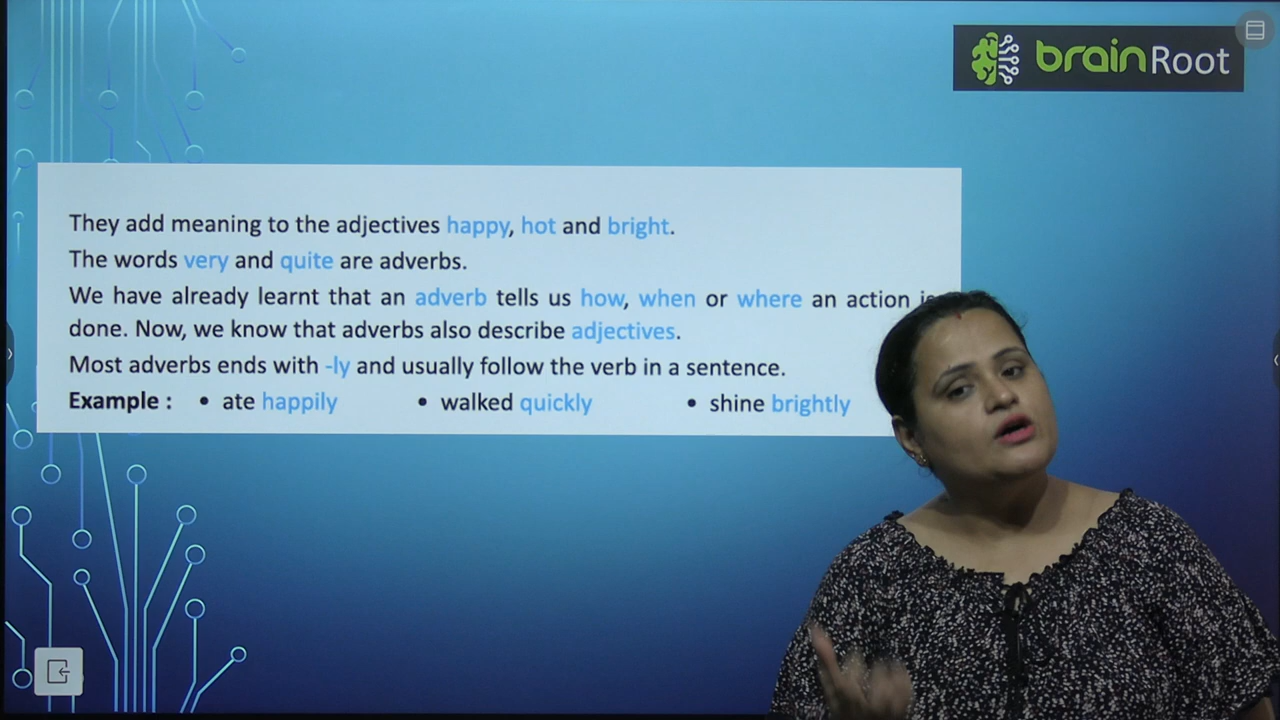 brainRoot
They add meaning to the adjectives happy, hot and bright.
The words very and quite are adverbs.
We have already learnt that an adverb tells us how, when or where an action is
done. Now, we know that adverbs also describe adjectives.
Most adverbs ends with -ly and usually follow the verb in a sentence.
Example : • ate happily • walked quickly • shine brightly